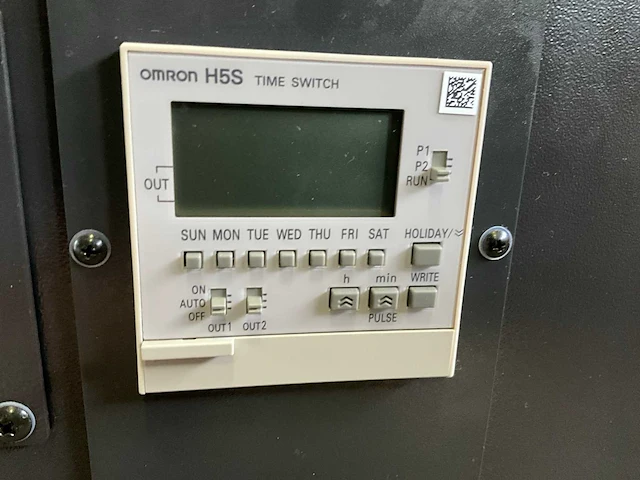 omron H5S TIME SWITCH
P1
P2
RUN
OUT
SUN MON TUE WED THU FRI SAT HOLIDAY/
h min WRITE
ON
AUTO
OFF
OUT1 OUT2
PULSE